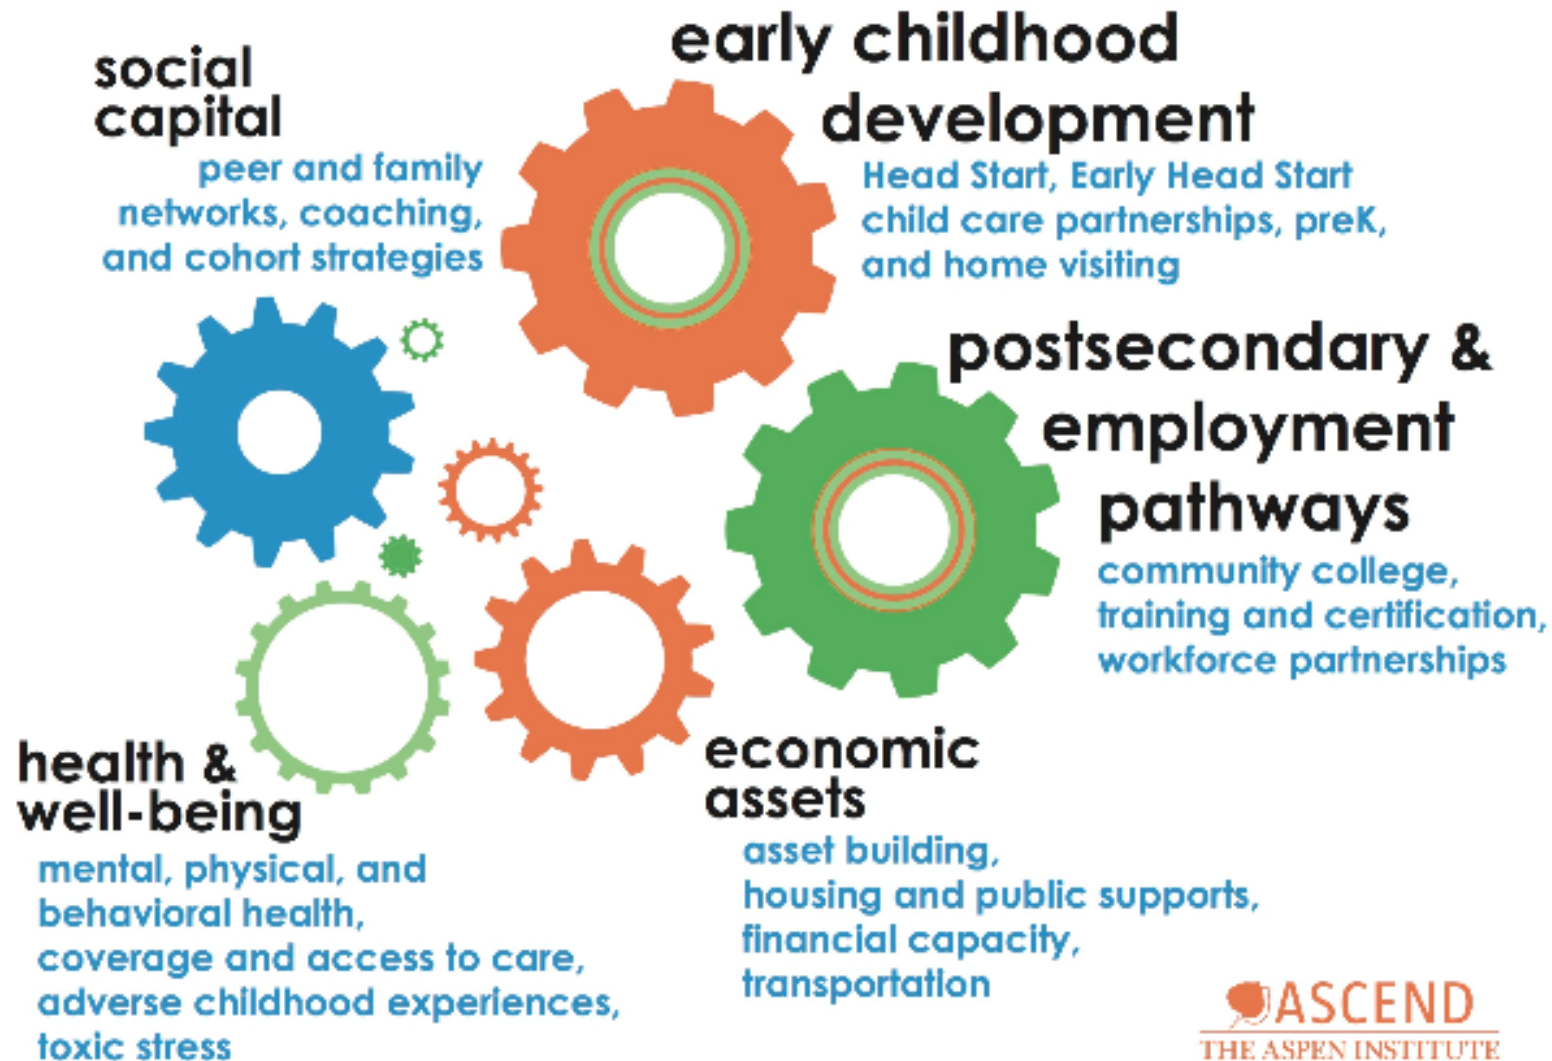 social
capital
peer and family
networks, coaching,
and cohort strategies
early childhood
development
Head Start, Early Head Start
child care partnerships, preK,
and home visiting
postsecondary &
employment
pathways
community college,
training and certification,
workforce partnerships
health &
well-being
mental, physical, and
behavioral health,
coverage and access to care,
adverse childhood experiences,
toxic stress
economic
assets
asset building,
housing and public supports,
financial capacity,
transportation
ASCEND
THE ASPEN INSTITUTE